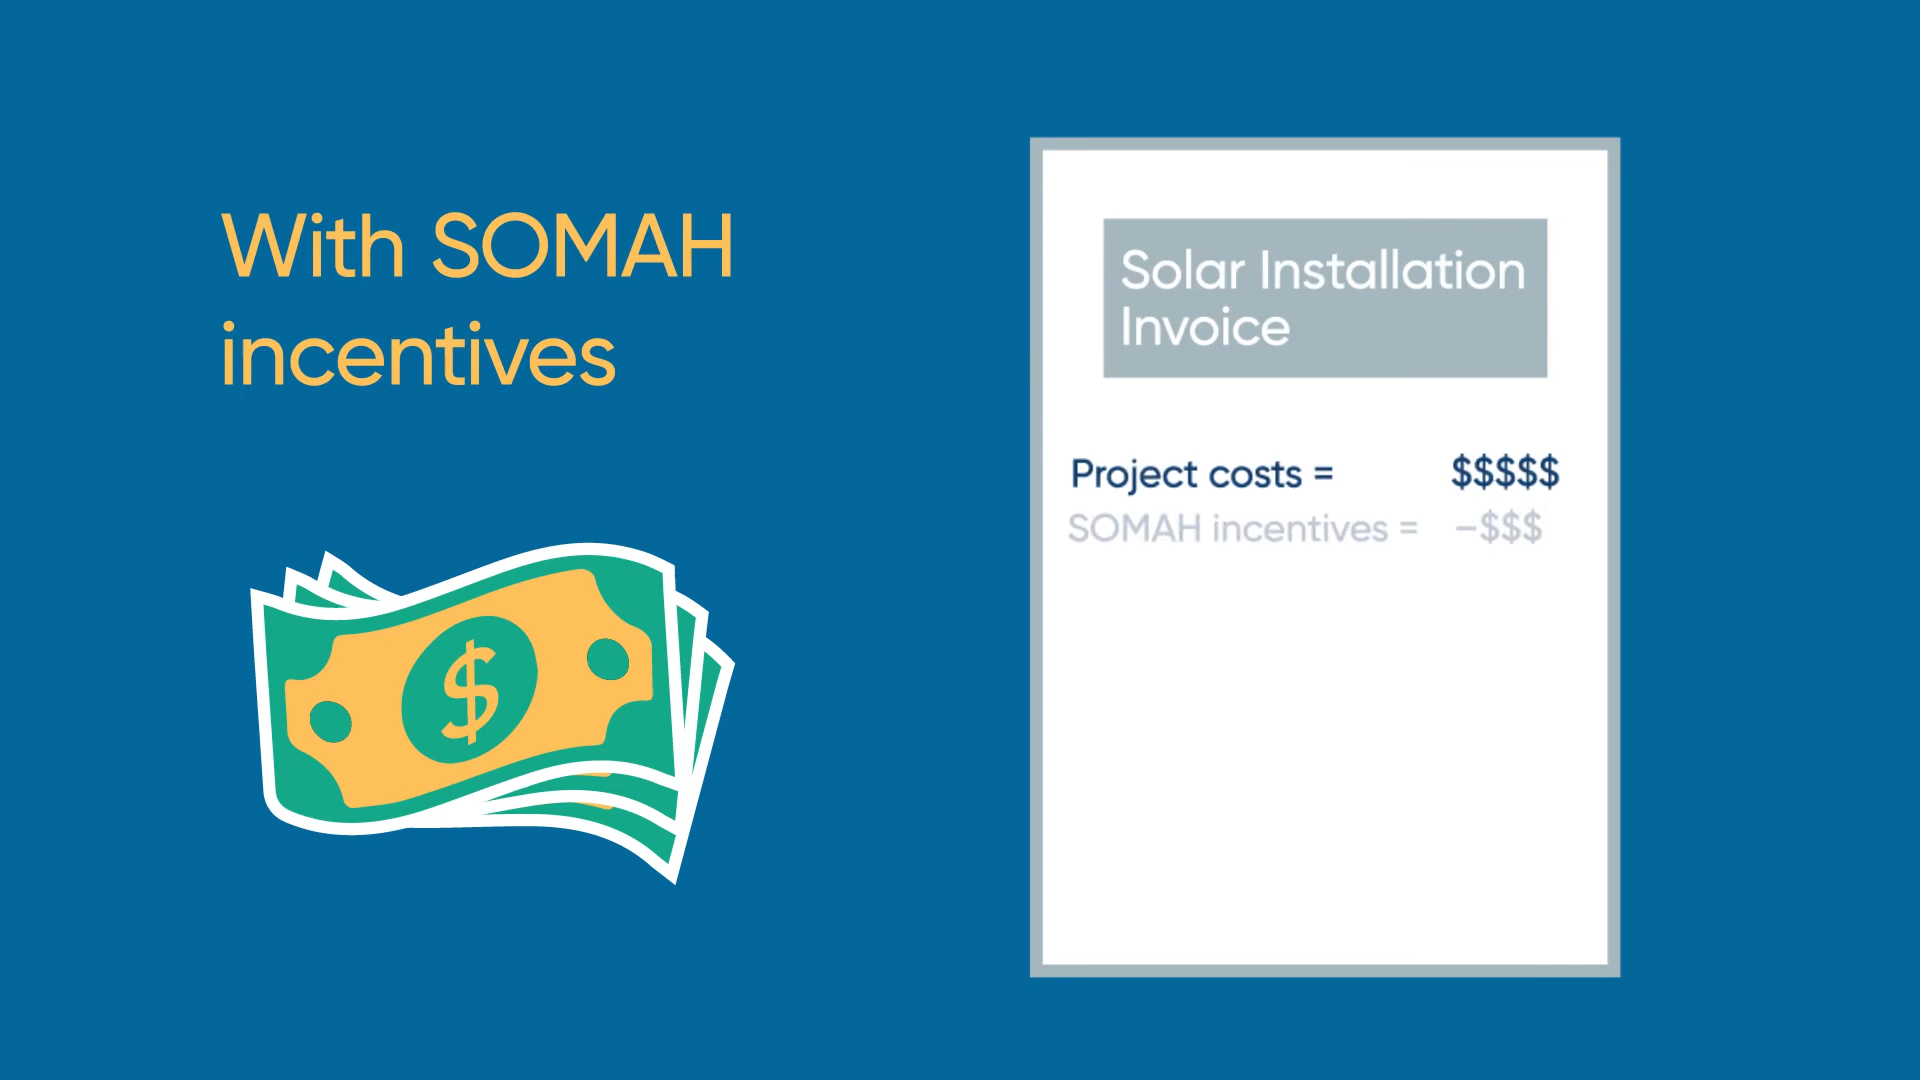 With SOMAH
incentives
$
Solar Installation
Invoice
Project costs = $$$$$
SOMAH incentives = –$$$